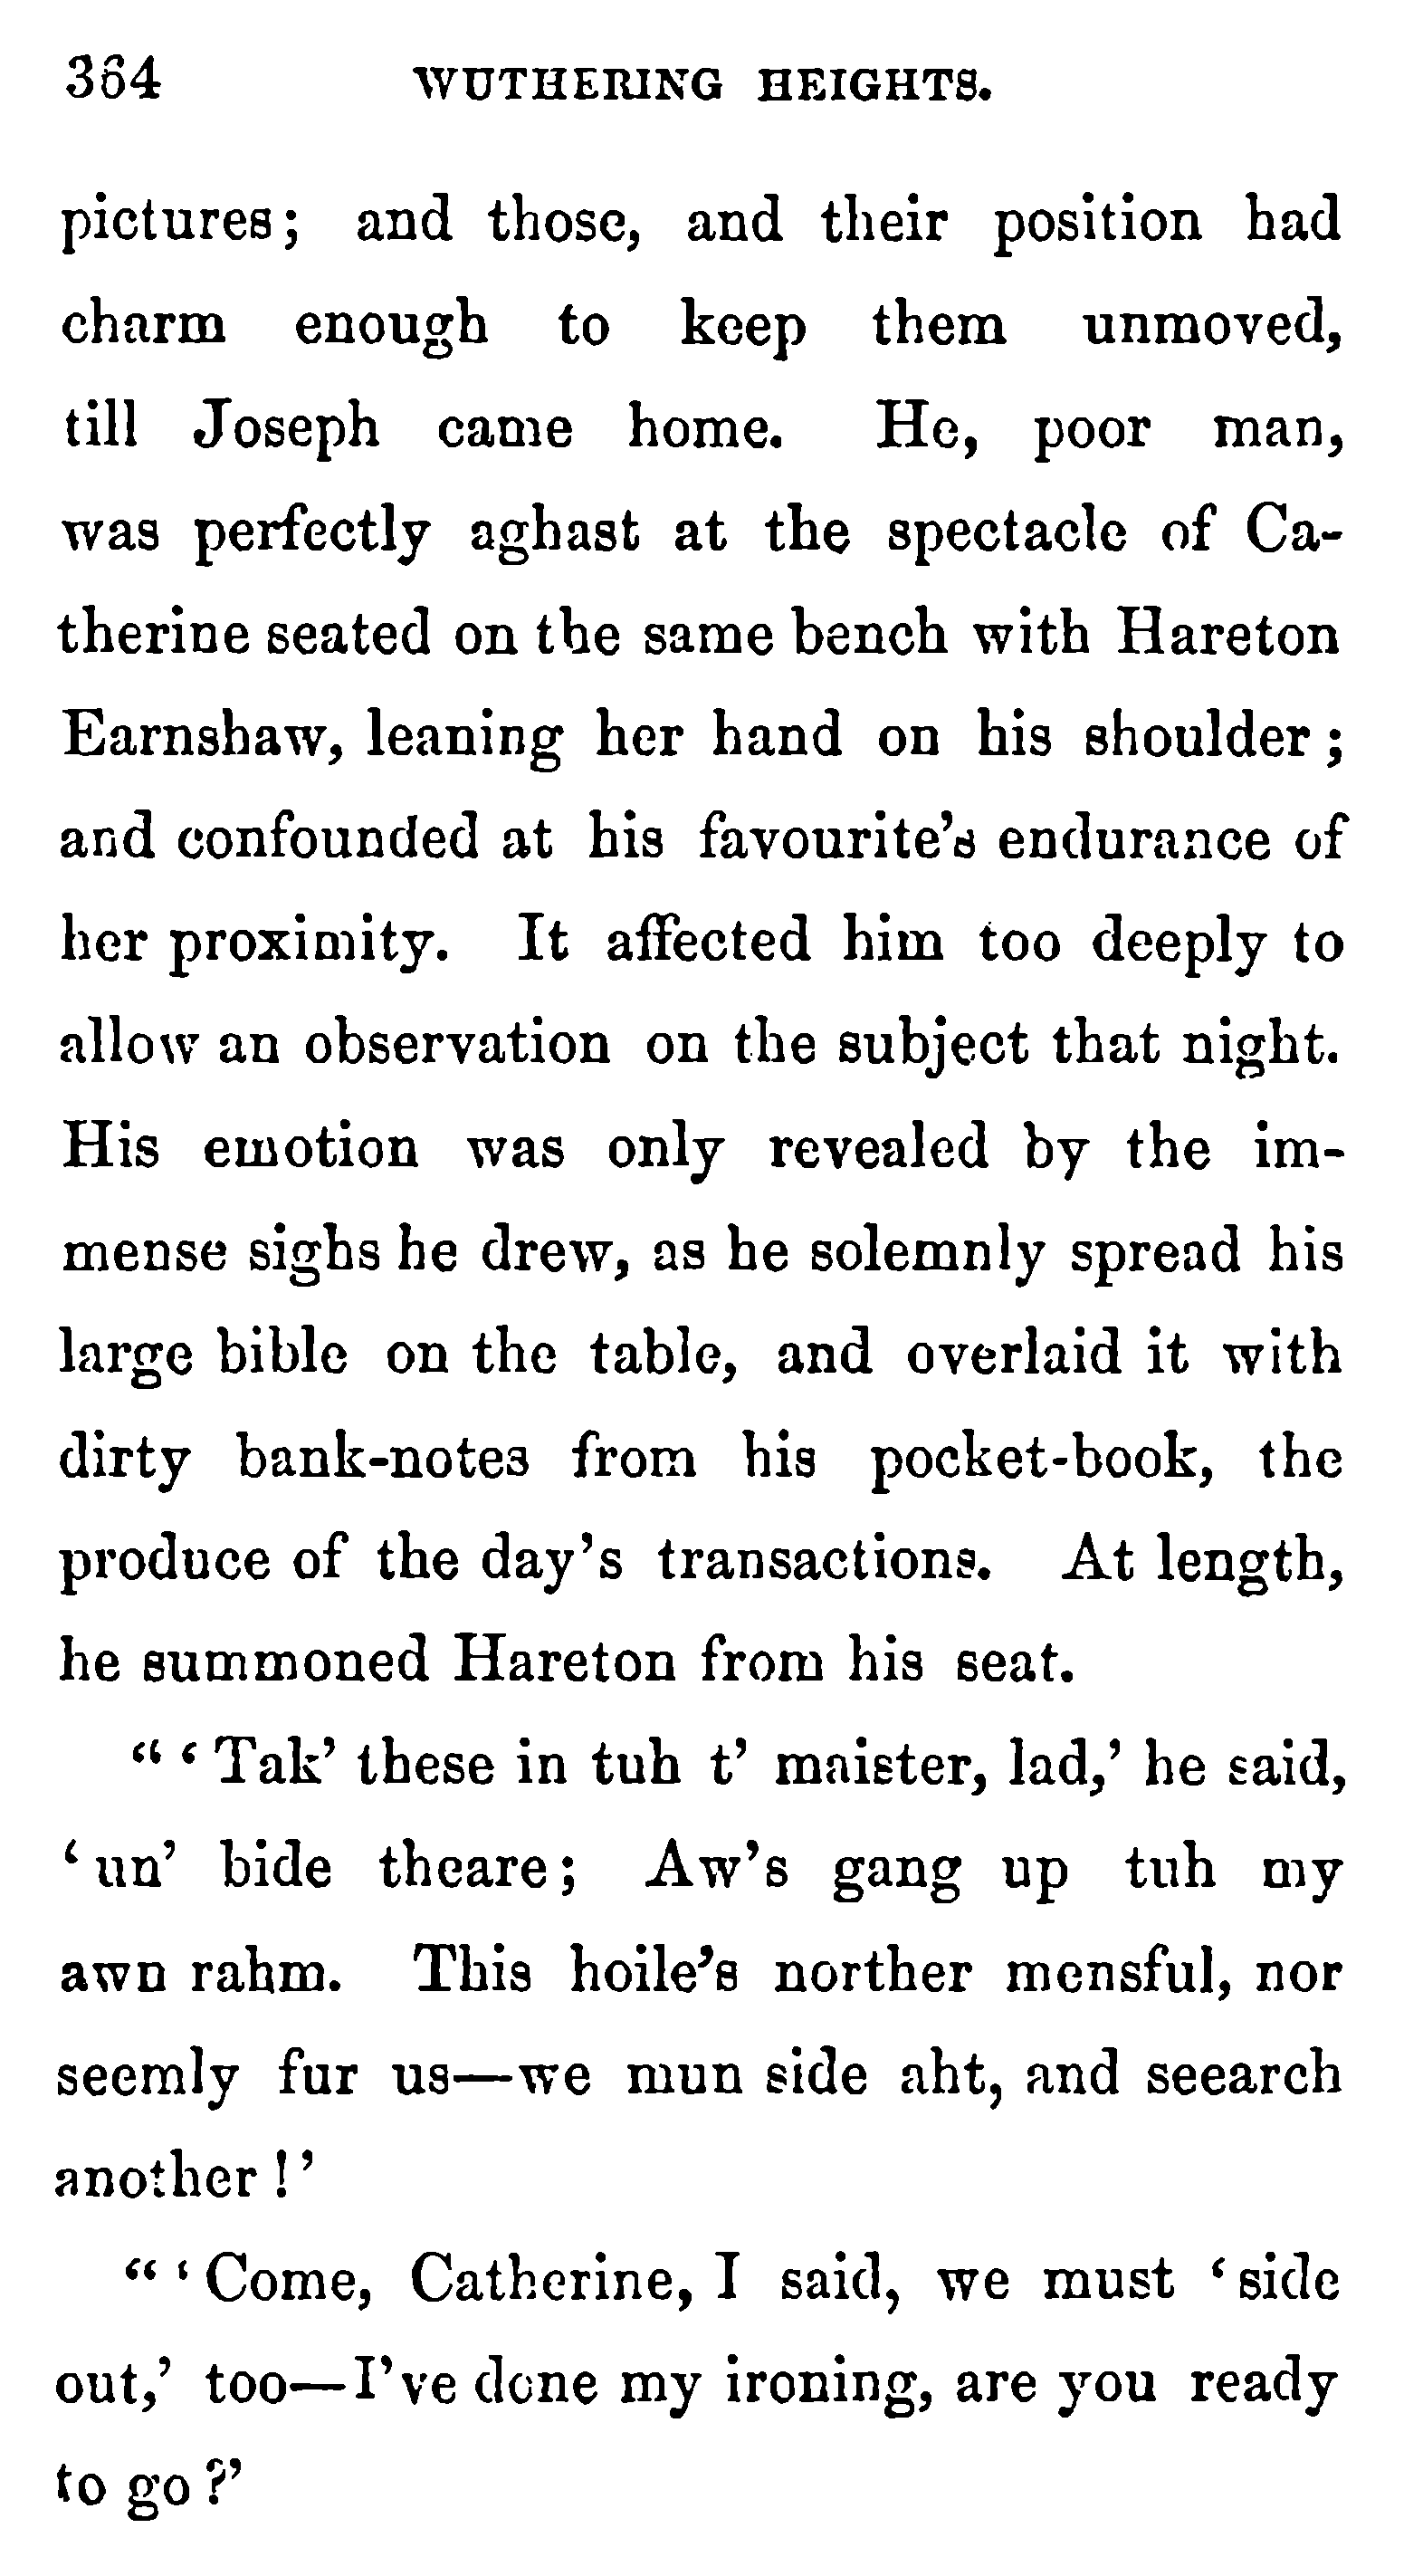 364 WUTHERING HEIGHTS.
pictures; and those, and their position had
charm enough to keep them unmoved,
till Joseph came home. He, poor man,
was perfectly aghast at the spectacle of Ca-
therine seated on the same bench with Hareton
Earnshaw, leaning her hand on his shoulder;
and confounded at his favourite's endurance of
her proximity. It affected him too deeply to
allow an observation on the subject that night.
His emotion was only revealed by the im-
mense sighs he drew, as he solemnly spread his
large bible on the table, and overlaid it with
dirty bank-notes from his pocket-book, the
produce of the day's transactions. At length,
he summoned Hareton from his seat.
"‘Tak’ these in tuh t’ maister, lad,’ he said,
‘un’ bide theare; Aw’s gang up tuh my
awn rahm. This hoile’s norther mensful, nor
seemly fur us—we mun side aht, and seearch
another!’
“‘Come, Catherine, I said, we must ‘side
out,’ too—I’ve done my ironing, are you ready
to go?’